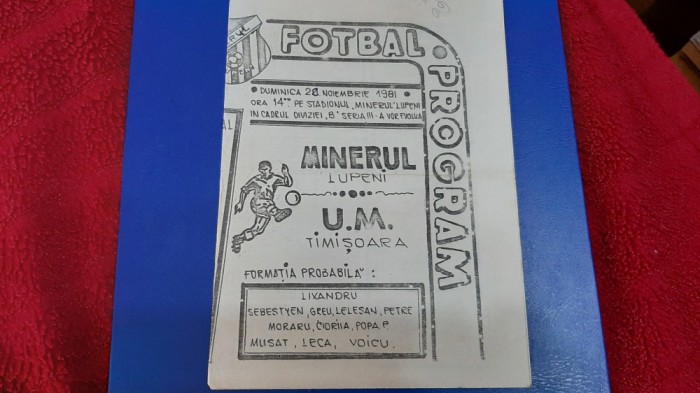 FOTBAL • PROGRAM
• DUMINICA 28 NOIEMBRIE 1981 •
ORA 14 PE STADIONUL „MINERUL" LUPENI
IN CADRUL DIVIZIEI „B" SERIA III-A VOR EVOLUA
MINERUL
LUPENI
U.M.
TIMIȘOARA
FORMAȚIA PROBABILĂ :
LIXANDRU
SEBESTYEN, GREU, LELESAN, PETRE
MORARU, CIORIIA, POPA P.
MUSAT, LECA, VOICU.